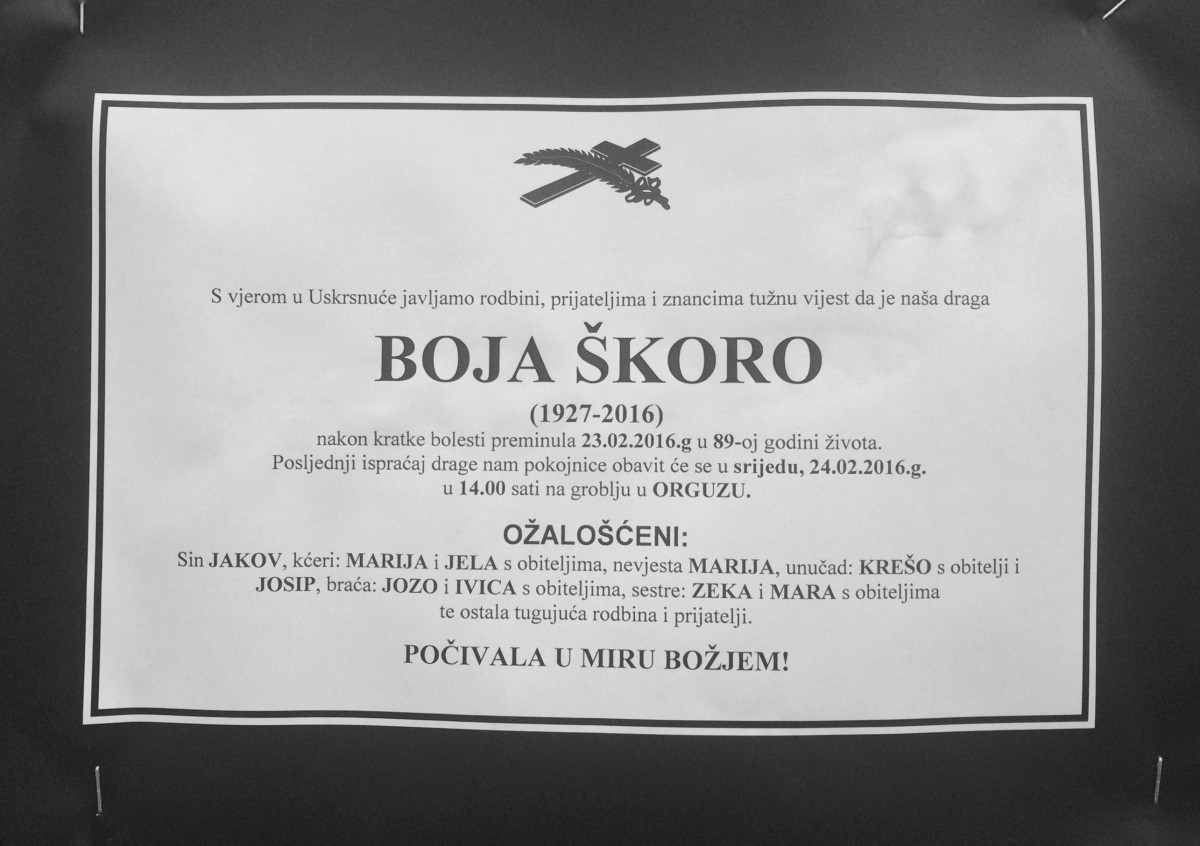 S vjerom u Uskrsnuće javljamo rodbini, prijateljima i znancima tužnu vijest da je naša draga
BOJA ŠKORO
(1927-2016)
nakon kratke bolesti preminula 23.02.2016.g u 89-oj godini života.
Posljednji ispraćaj drage nam pokojnice obavit će se u srijedu, 24.02.2016.g.
u 14.00 sati na groblju u ORGUZU.
OŽALOŠĆENI:
Sin JAKOV, kćeri: MARIJA i JELA s obiteljima, nevjesta MARIJA, unučad: KREŠO s obitelji i
JOSIP, braća: JOZO i IVICA s obiteljima, sestre: ZEKA i MARA s obiteljima
te ostala tugujuća rodbina i prijatelji.
POČIVALA U MIRU BOŽJEM!